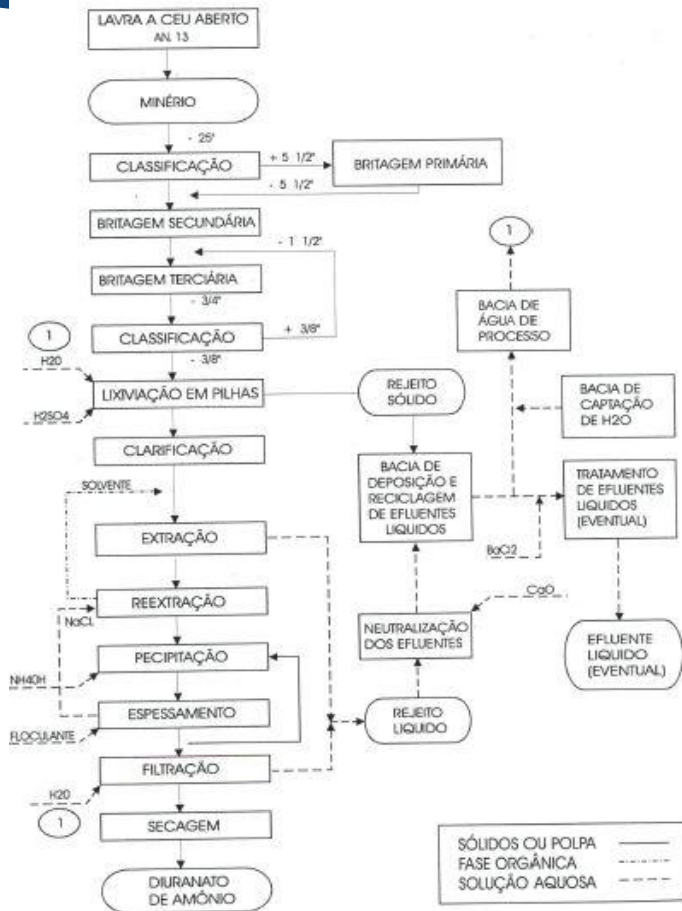 LAVRA A CEU ABERTO
AN. 13
MINÉRIO
- 25"
CLASSIFICAÇÃO
+ 5 1/2"
BRITAGEM PRIMÁRIA
- 5 1/2"
BRITAGEM SECUNDÁRIA
- 1 1/2"
BRITAGEM TERCIÁRIA
- 3/4"
CLASSIFICAÇÃO
+ 3/8"
- 3/8"
1
H20
LIXIVIAÇÃO EM PILHAS
H2SO4
CLARIFICAÇÃO
SOLVENTE
EXTRAÇÃO
REEXTRAÇÃO
NaCL
PECIPITAÇÃO
NH4OH
ESPESSAMENTO
FLOCULANTE
FILTRAÇÃO
H20
1
SECAGEM
DIURANATO
DE AMÔNIO
1
BACIA DE
ÁGUA DE
PROCESSO
REJEITO
SÓLIDO
BACIA DE
CAPTAÇÃO
DE H2O
BACIA DE
DEPOSIÇÃO E
RECICLAGEM
DE EFLUENTES
LIQUIDOS
TRATAMENTO
DE EFLUENTES
LIQUIDOS
(EVENTUAL)
BaCl2
CaO
NEUTRALIZAÇÃO
DOS EFLUENTES
EFLUENTE
LIQUIDO
(EVENTUAL)
REJEITO
LIQUIDO
SÓLIDOS OU POLPA
FASE ORGÂNICA
SOLUÇÃO AQUOSA